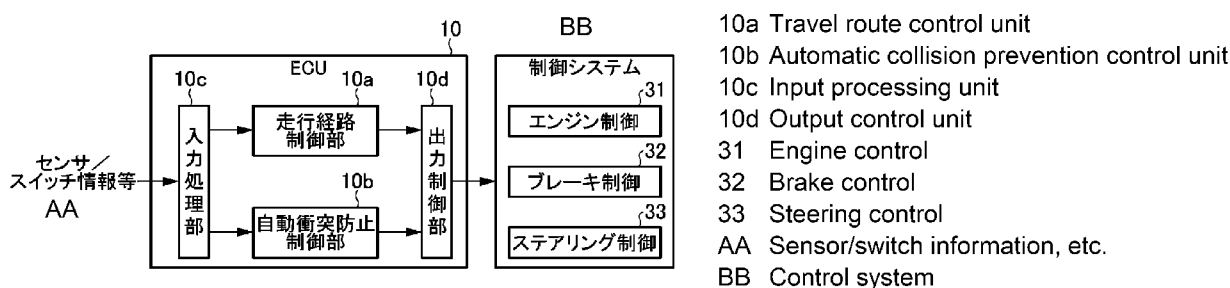 10
BB
ECU
制御システム
10c
10a
10d
31
入力処理部
走行経路
制御部
出力制御部
エンジン制御
32
センサ/
スイッチ情報等
AA
10b
ブレーキ制御
33
自動衝突防止
制御部
ステアリング制御
10a Travel route control unit
10b Automatic collision prevention control unit
10c Input processing unit
10d Output control unit
31 Engine control
32 Brake control
33 Steering control
AA Sensor/switch information, etc.
BB Control system